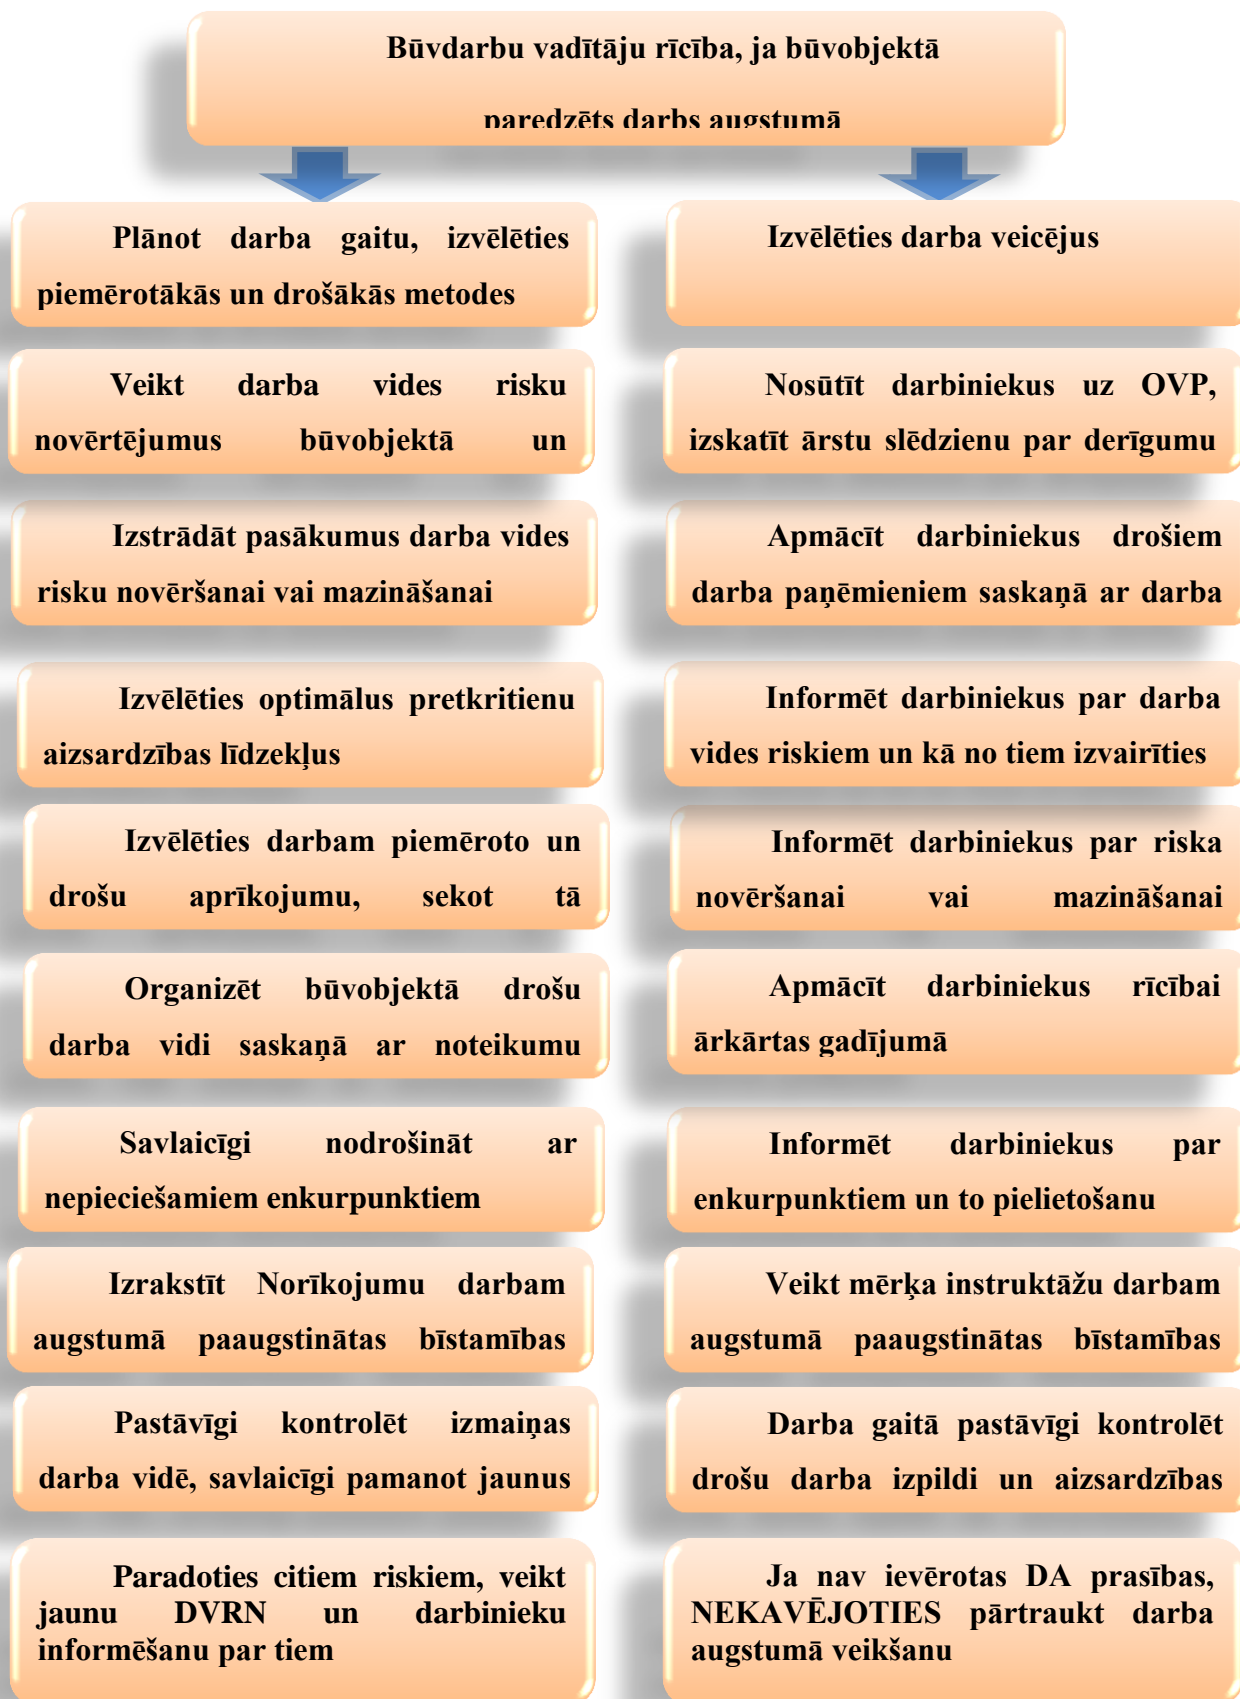 Būvdarbu vadītāju rīcība, ja būvobjektā
paredzēts darbs augstumā
Plānot darba gaitu, izvēlēties
piemērotākās un drošākās metodes
Veikt darba vides risku
novērtējumus būvobjektā un
Izstrādāt pasākumus darba vides
risku novēršanai vai mazināšanai
Izvēlēties optimālus pretkritienu
aizsardzības līdzekļus
Izvēlēties darbam piemēroto un
drošu aprīkojumu, sekot tā
Organizēt būvobjektā drošu
darba vidi saskaņā ar noteikumu
Savlaicīgi nodrošināt ar
nepieciešamiem enkurpunktiem
Izrakstīt Norīkojumu darbam
augstumā paaugstinātas bīstamības
Pastāvīgi kontrolēt izmaiņas
darba vidē, savlaicīgi pamanot jaunus
Paradoties citiem riskiem, veikt
jaunu DVRN un darbinieku
informēšanu par tiem
Izvēlēties darba veicējus
Nosūtīt darbiniekus uz OVP,
izskatīt ārstu slēdzienu par derīgumu
Apmācīt darbiniekus drošiem
darba paņēmieniem saskaņā ar darba
Informēt darbiniekus par darba
vides riskiem un kā no tiem izvairīties
Informēt darbiniekus par riska
novēršanai vai mazināšanai
Apmācīt darbiniekus rīcībai
ārkārtas gadījumā
Informēt darbiniekus par
enkurpunktiem un to pielietošanu
Veikt mērķa instruktāžu darbam
augstumā paaugstinātas bīstamības
Darba gaitā pastāvīgi kontrolēt
drošu darba izpildi un aizsardzības
Ja nav ievērotas DA prasības,
NEKAVĒJOTIES pārtraukt darba
augstumā veikšanu